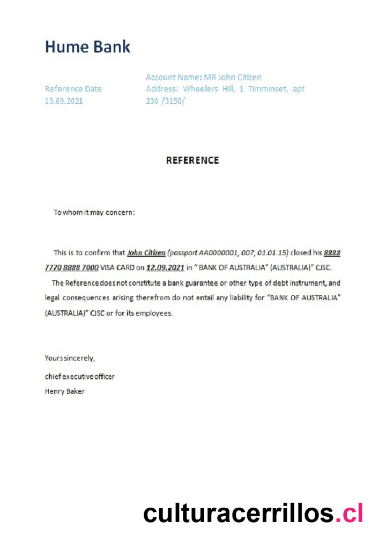 Hume Bank
Account Name: MR John Citizen
Reference Date
Address: Wheelers Hill, 1 Timminset, apt
13.09.2021
230 /3150/
REFERENCE
To whom it may concern:
This is to confirm that John Citizen (passport AA0000001, 007, 01.01.15) closed his 8888
7770 8888 7000 VISA CARD on 12.09.2021 in " BANK OF AUSTRALIA" (AUSTRALIA)" CJSC.
The Reference does not constitute a bank guarantee or other type of debt instrument, and
legal consequences arising therefrom do not entail any liability for "BANK OF AUSTRALIA"
(AUSTRALIA)" CJSC or for its employees.
Yours sincerely,
chief executive officer
Henry Baker
culturacerrillos.cl